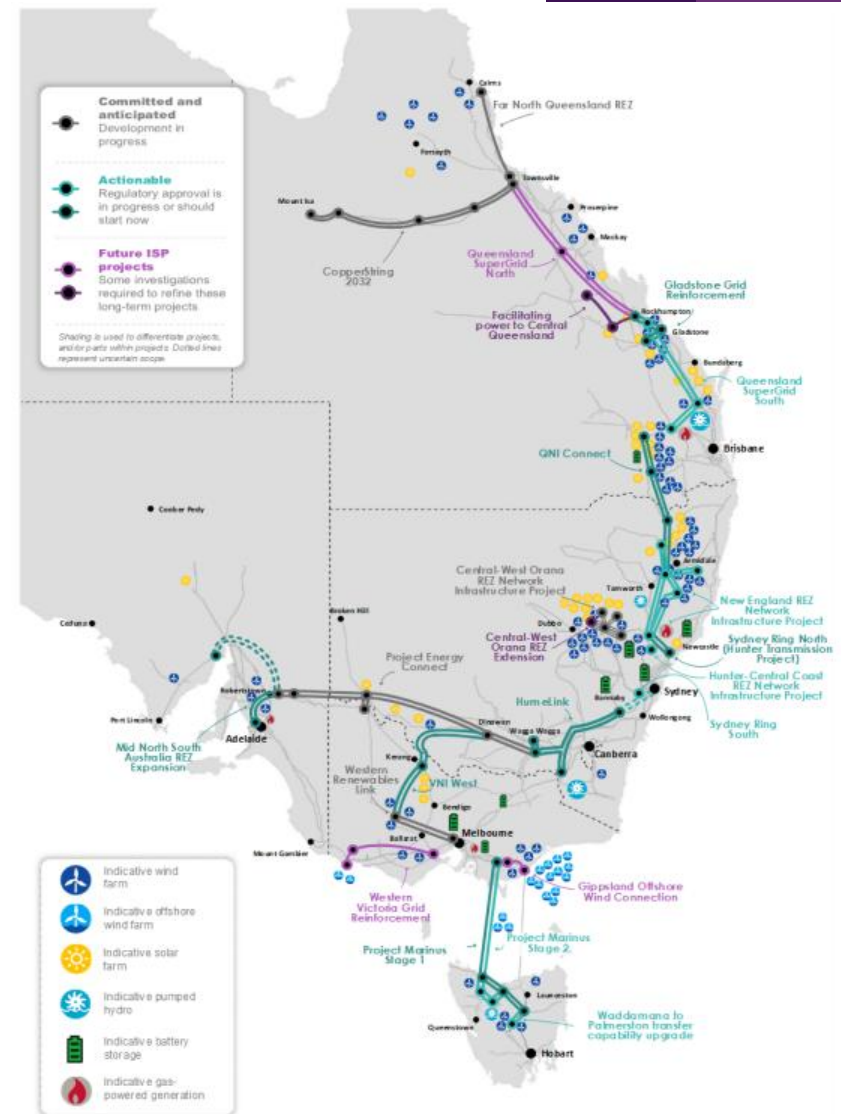 Committed and
anticipated
Development in
progress
Actionable
Regulatory approval is
in progress or should
start now
Future ISP
projects
Some investigations
required to refine these
long-term projects
Shading is used to differentiate projects,
and/or parts within projects. Dotted lines
represent uncertain scope.
Cairns
Far North Queensland REZ
Forsyth
Townsville
Mount Isa
Proserpine
Mackay
CopperString
2032
Queensland
SuperGrid
North
Gladstone Grid
Reinforcement
Facilitating
power to Central
Queensland
Rockhampton
Gladstone
Bundaberg
Queensland
SuperGrid
South
QNI Connect
Brisbane
Coober Pedy
Armidale
Central-West Orana
REZ Network
Infrastructure Project
Tamworth
New England REZ
Network
Infrastructure Project
Broken Hill
Dubbo
Ceduna
Central-West
Orana REZ
Extension
Newcastle
Sydney Ring North
(Hunter Transmission
Project)
Project Energy
Connect
Hunter-Central Coast
REZ Network
Infrastructure Project
Robertstown
Bannaby
Sydney
HumeLink
Port Lincoln
Dinawan
Wagga Wagga
Wollongong
Sydney Ring
South
Adelaide
Mid North South
Australia REZ
Expansion
Canberra
Kerang
Western
Renewables
Link
VNI West
Bendigo
Ballarat
Melbourne
Mount Gambier
Western
Victoria Grid
Reinforcement
Gippsland Offshore
Wind Connection
Project Marinus
Stage 1
Project Marinus
Stage 2
Launceston
Queenstown
Waddamana to
Palmerston transfer
capability upgrade
Hobart
Indicative wind
farm
Indicative offshore
wind farm
Indicative solar
farm
Indicative pumped
hydro
Indicative battery
storage
Indicative gas-
powered generation